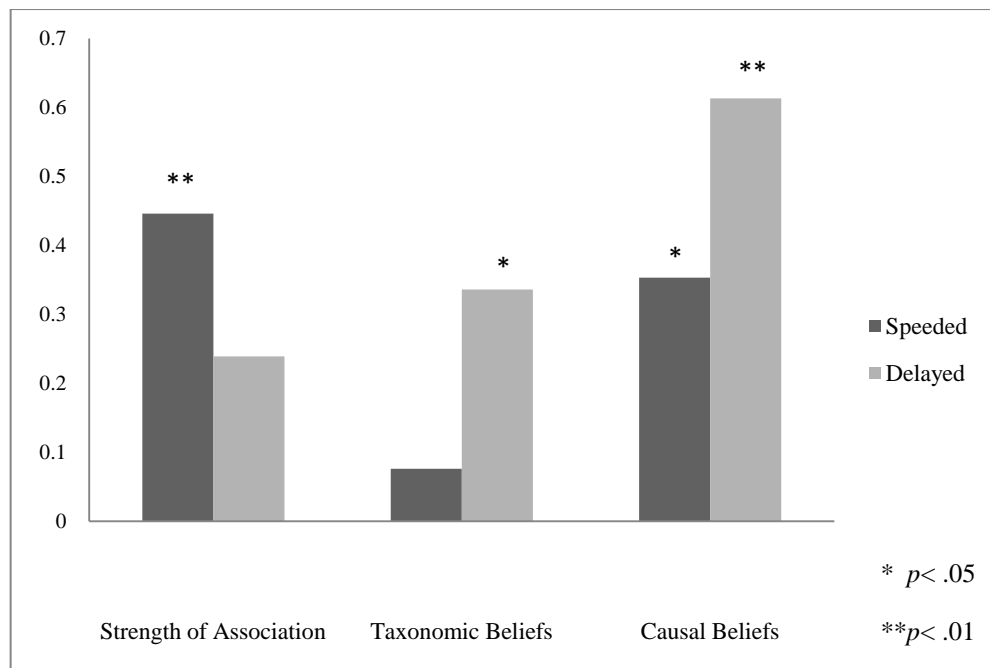 0.7
**
0.6
0.5
**
0.4
*
*
0.3
Speeded
Delayed
0.2
0.1
0
* p< .05
Strength of Association Taxonomic Beliefs Causal Beliefs
**p< .01